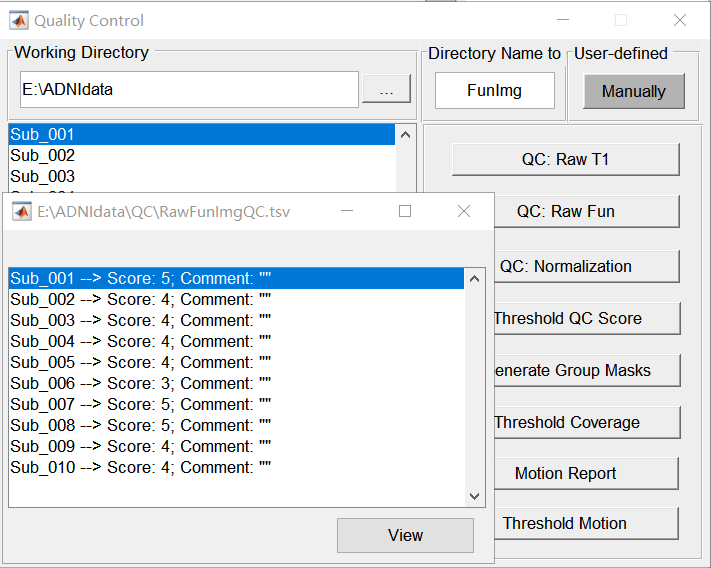 Quality Control
Working Directory
Directory Name to
User-defined
E:\ADNIdata
...
FunImg
Manually
Sub_001
Sub_002
Sub_003
QC: Raw T1
QC: Raw Fun
QC: Normalization
Threshold QC Score
enerate Group Masks
Threshold Coverage
Motion Report
Threshold Motion
E:\ADNIdata\QC\RawFunImgQC.tsv
Sub_001 --> Score: 5; Comment: ""
Sub_002 --> Score: 4; Comment: ""
Sub_003 --> Score: 4; Comment: ""
Sub_004 --> Score: 4; Comment: ""
Sub_005 --> Score: 4; Comment: ""
Sub_006 --> Score: 3; Comment: ""
Sub_007 --> Score: 5; Comment: ""
Sub_008 --> Score: 5; Comment: ""
Sub_009 --> Score: 4; Comment: ""
Sub_010 --> Score: 4; Comment: ""
View